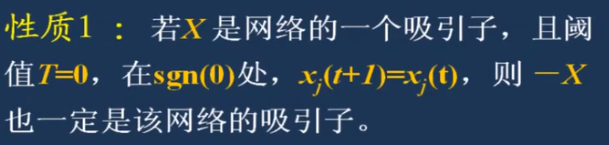 性质1 ： 若X 是网络的一个吸引子，且阈
值T=0，在sgn(0)处，xj(t+1)=xj(t)，则 －X
也一定是该网络的吸引子。